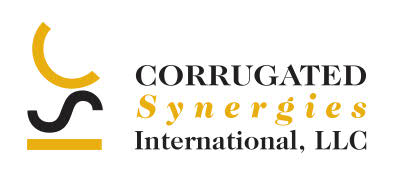 CORRUGATED
Synergies
International, LLC